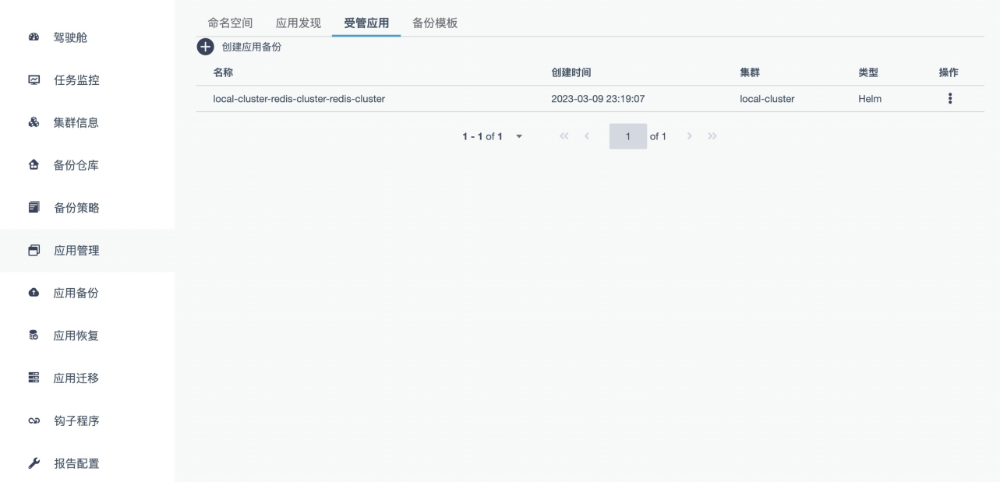 驾驶舱
任务监控
集群信息
备份仓库
备份策略
应用管理
应用备份
应用恢复
应用迁移
钩子程序
报告配置
命名空间 应用发现 受管应用 备份模板
创建应用备份
名称 创建时间 集群 类型 操作
local-cluster-redis-cluster-redis-cluster 2023-03-09 23:19:07 local-cluster Helm
1 - 1 of 1 1 of 1